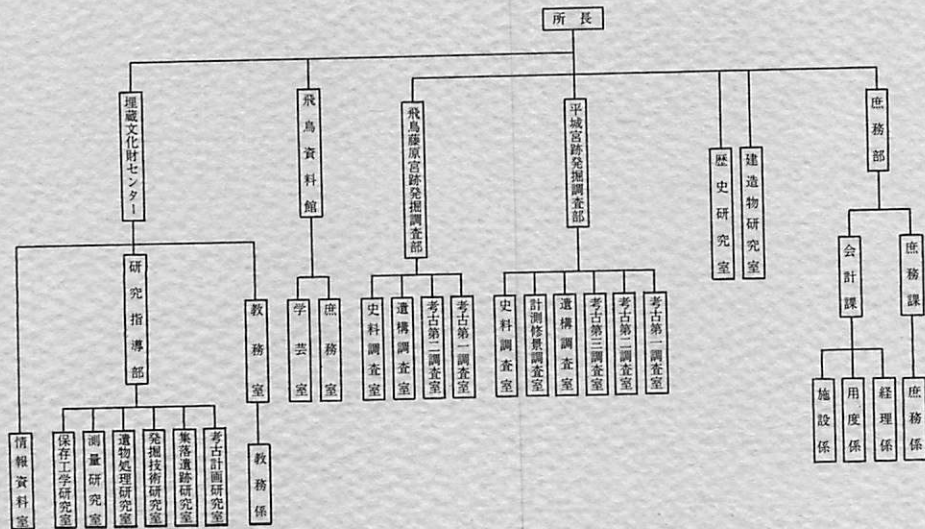 所長
庶務部
庶務課
庶務係
会計課
経理係
用度係
施設係
建造物研究室
歴史研究室
平城宮跡発掘調査部
考古第一調査室
考古第二調査室
考古第三調査室
遺構調査室
計測修景調査室
史料調査室
飛鳥藤原宮跡発掘調査部
考古第一調査室
考古第二調査室
遺構調査室
史料調査室
飛鳥資料館
庶務室
学芸室
埋蔵文化財センター
教務室
教務係
研究指導部
考古計画研究室
集落遺跡研究室
発掘技術研究室
遺物処理研究室
測量研究室
保存工学研究室
情報資料室